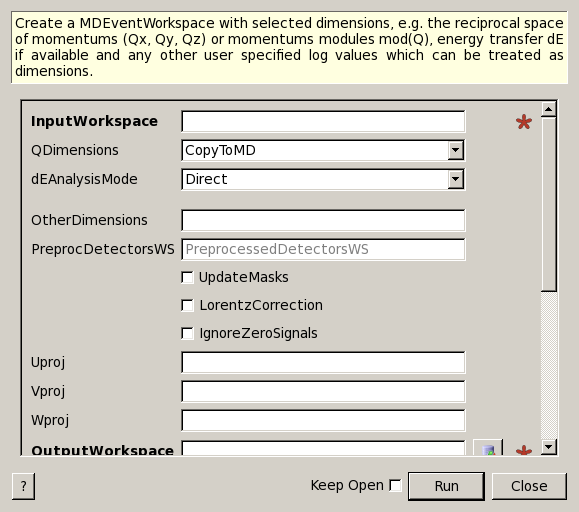 Create a MDEventWorkspace with selected dimensions, e.g. the reciprocal space
of momentums (Qx, Qy, Qz) or momentums modules mod(Q), energy transfer dE
if available and any other user specified log values which can be treated as
dimensions.
InputWorkspace
QDimensions CopyToMD
dEAnalysisMode Direct
OtherDimensions
PreprocDetectorsWS PreprocessedDetectorsWS
UpdateMasks
LorentzCorrection
IgnoreZeroSignals
Uproj
Vproj
Wproj
OutputWorkspace
? Keep Open Run Close